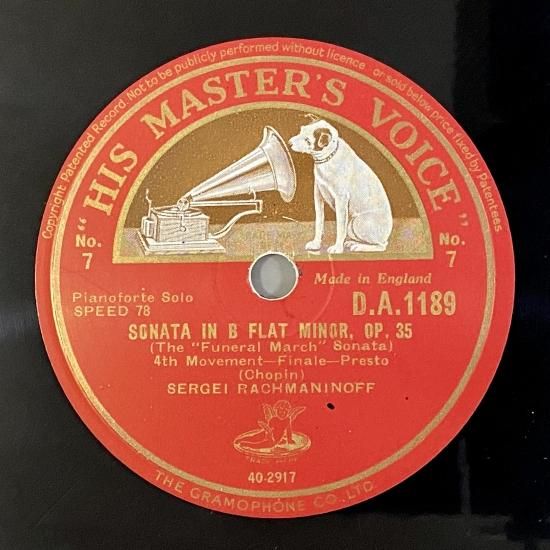 Copyright Patented Record. Not to be publicly performed without licence or sold below price fixed by Patentees.
"HIS MASTER'S VOICE"
No. 7
No. 7
Made in England
Pianoforte Solo
SPEED 78
D.A.1189
SONATA IN B FLAT MINOR, OP. 35
(The "Funeral March" Sonata)
4th Movement—Finale—Presto
(Chopin)
SERGEI RACHMANINOFF
40-2917
THE GRAMOPHONE CO., LTD.